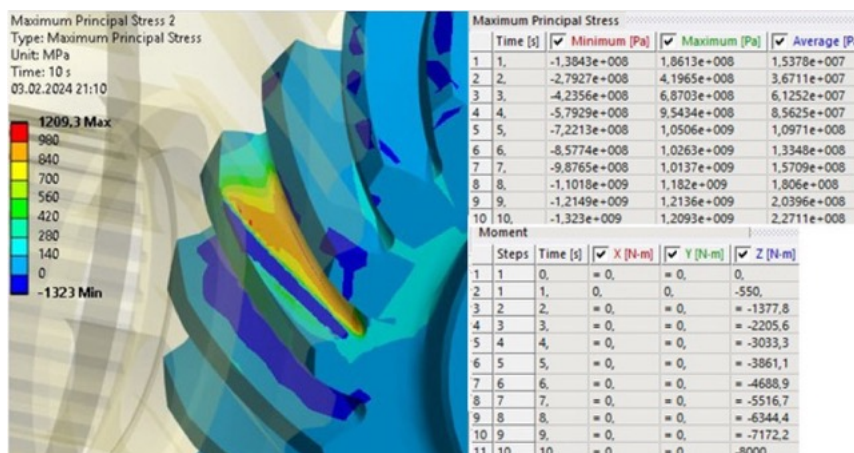 Maximum Principal Stress 2
Type: Maximum Principal Stress
Unit: MPa
Time: 10 s
03.02.2024 21:10
1209,3 Max
980
840
700
560
420
280
140
0
-1323 Min
Maximum Principal Stress
Time [s] Minimum [Pa] Maximum [Pa] Average [P
1 1, -1,3843e+008 1,8613e+008 1,5378e+007
2 2, -2,7927e+008 4,1965e+008 3,6711e+007
3 3, -4,2356e+008 6,8703e+008 6,1252e+007
4 4, -5,7929e+008 9,5434e+008 8,5625e+007
5 5, -7,2213e+008 1,0506e+009 1,0971e+008
6 6, -8,5774e+008 1,0263e+009 1,3348e+008
7 7, -9,8765e+008 1,0137e+009 1,5709e+008
8 8, -1,1018e+009 1,182e+009 1,806e+008
9 9, -1,2149e+009 1,2136e+009 2,0396e+008
10 10, -1,323e+009 1,2093e+009 2,2711e+008
Moment
Steps Time [s] X [N·m] Y [N·m] Z [N·m]
1 1 0, = 0, = 0, 0,
2 1 1, 0, 0, -550,
3 2 2, = 0, = 0, = -1377,8
4 3 3, = 0, = 0, = -2205,6
5 4 4, = 0, = 0, = -3033,3
6 5 5, = 0, = 0, = -3861,1
7 6 6, = 0, = 0, = -4688,9
8 7 7, = 0, = 0, = -5516,7
9 8 8, = 0, = 0, = -6344,4
10 9 9, = 0, = 0, = -7172,2
11 10 10 = 0 = 0 -8000